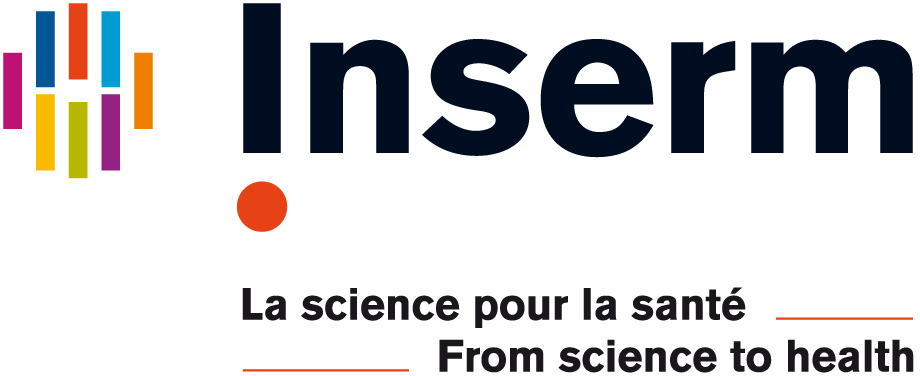 Inserm
La science pour la santé
From science to health